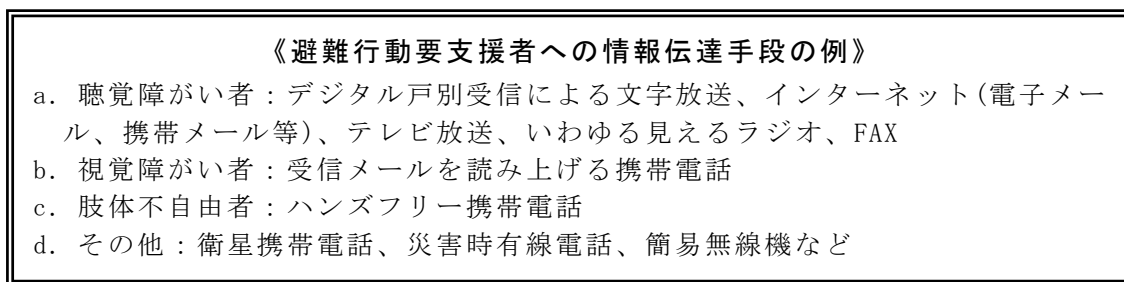 《避難行動要支援者への情報伝達手段の例》
a. 聴覚障がい者：デジタル戸別受信による文字放送、インターネット(電子メー
ル、携帯メール等)、テレビ放送、いわゆる見えるラジオ、FAX
b. 視覚障がい者：受信メールを読み上げる携帯電話
c. 肢体不自由者：ハンズフリー携帯電話
d. その他：衛星携帯電話、災害時有線電話、簡易無線機など